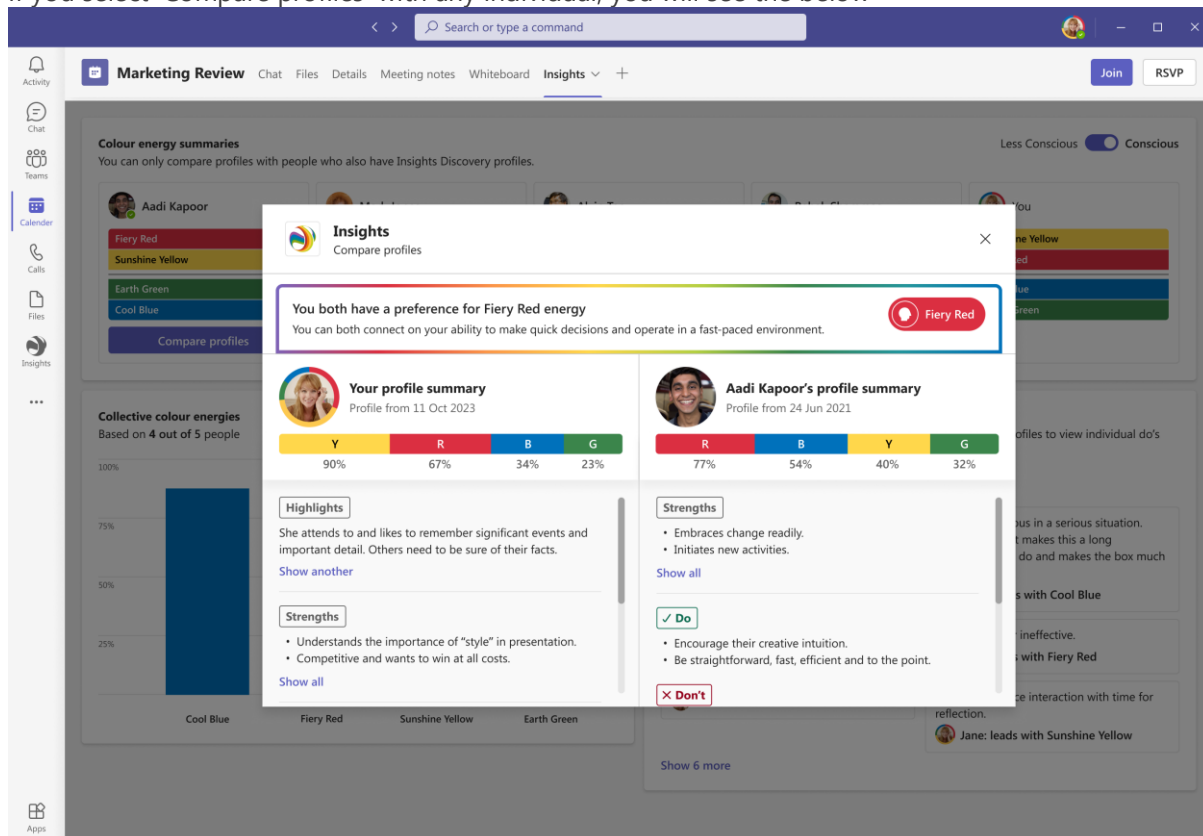 If you select "Compare profiles" with any individual, you will see the below
Search or type a command
Activity
Chat
Teams
Calender
Calls
Files
Insights
Apps
Marketing Review Chat Files Details Meeting notes Whiteboard Insights
Join RSVP
Colour energy summaries
You can only compare profiles with people who also have Insights Discovery profiles.
Less Conscious Conscious
Aadi Kapoor
You
Fiery Red
Sunshine Yellow
Earth Green
Cool Blue
Compare profiles
Insights
Compare profiles
You both have a preference for Fiery Red energy
You can both connect on your ability to make quick decisions and operate in a fast-paced environment.
Fiery Red
Your profile summary
Profile from 11 Oct 2023
Y R B G
90% 67% 34% 23%
Highlights
She attends to and likes to remember significant events and
important detail. Others need to be sure of their facts.
Show another
Strengths
• Understands the importance of “style” in presentation.
• Competitive and wants to win at all costs.
Show all
Aadi Kapoor’s profile summary
Profile from 24 Jun 2021
R B Y G
77% 54% 40% 32%
Strengths
• Embraces change readily.
• Initiates new activities.
Show all
✓ Do
• Encourage their creative intuition.
• Be straightforward, fast, efficient and to the point.
× Don’t
Collective colour energies
Based on 4 out of 5 people
100%
75%
50%
25%
Cool Blue Fiery Red Sunshine Yellow Earth Green
ofiles to view individual do's
in a serious situation.
makes this a long
do and makes the box much
with Cool Blue
ineffective.
with Fiery Red
interaction with time for
reflection.
Jane: leads with Sunshine Yellow
Show 6 more